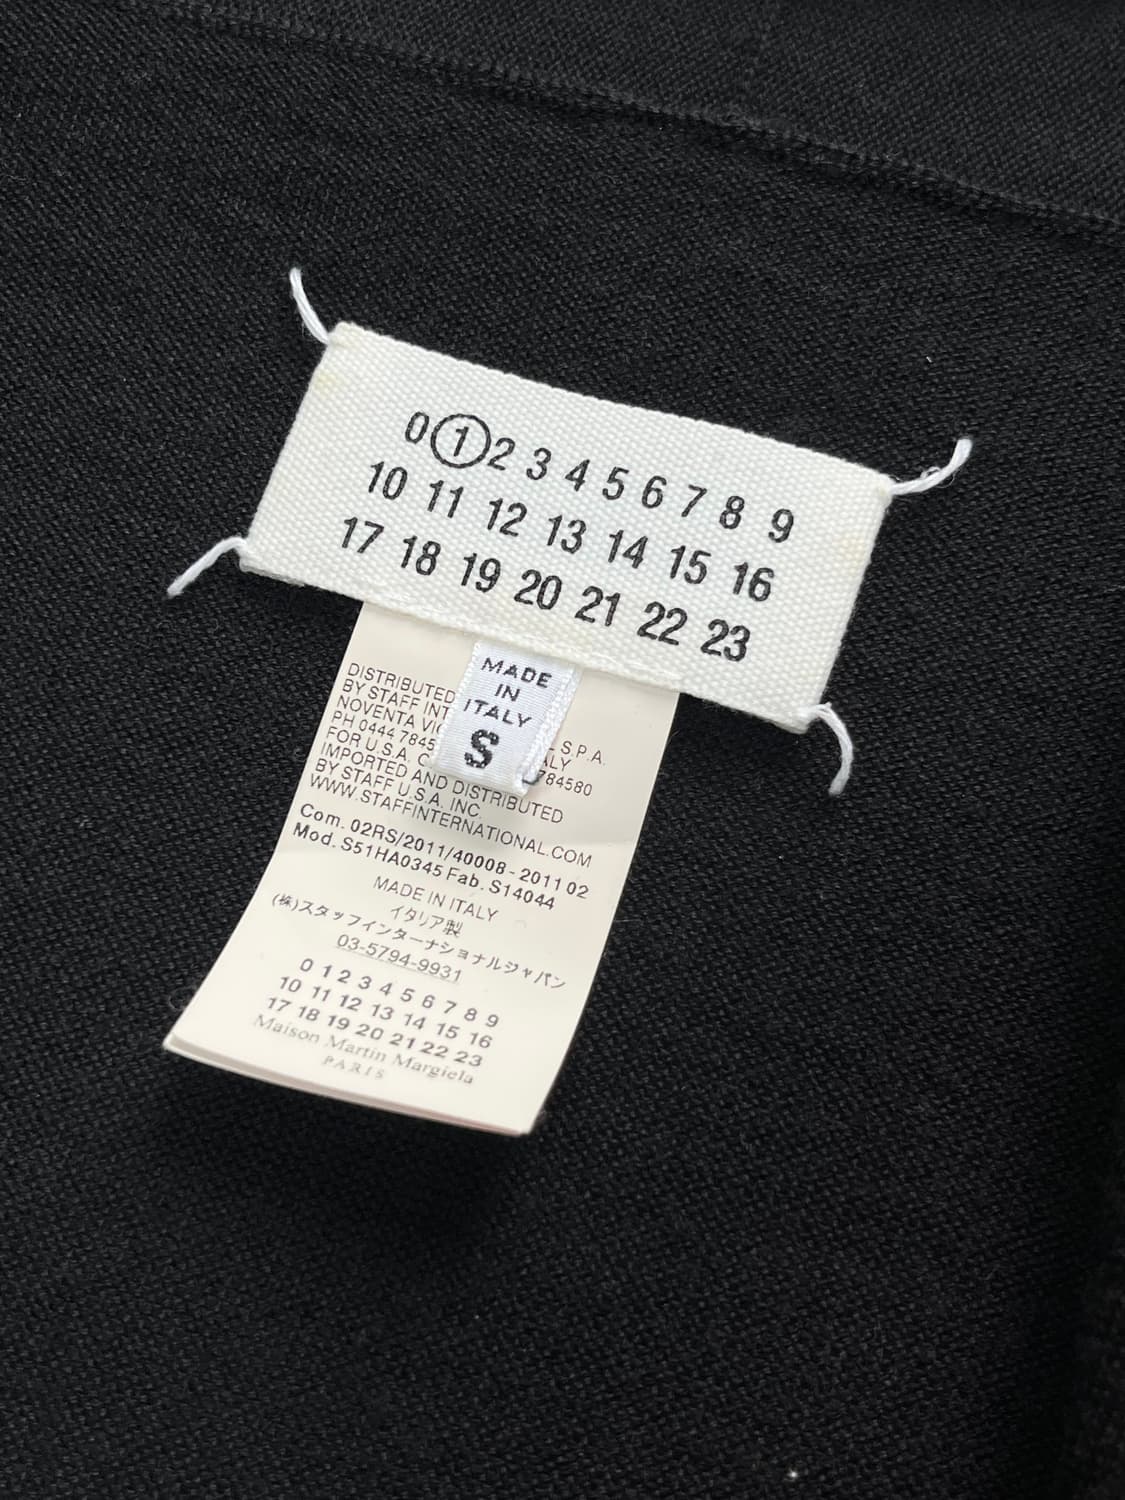 0 1 2 3 4 5 6 7 8 9
10 11 12 13 14 15 16
17 18 19 20 21 22 23
MADE
IN
ITALY
S
DISTRIBUTED
BY STAFF S.P.A.
NOVENTA
PH 0444 784580
FOR U.S.A.
IMPORTED AND DISTRIBUTED
BY STAFF U.S.A. INC.
WWW.STAFFINTERNATIONAL.COM
Com. 02RS/2011/40008-2011 02
Mod. S51HA0345 Fab. S14044
MADE IN ITALY
イタリア製
(株)スタッフインターナショナルジャパン
03-5794-9931
0 1 2 3 4 5 6 7 8 9
10 11 12 13 14 15 16
17 18 19 20 21 22 23
Maison Martin Margiela
PARIS